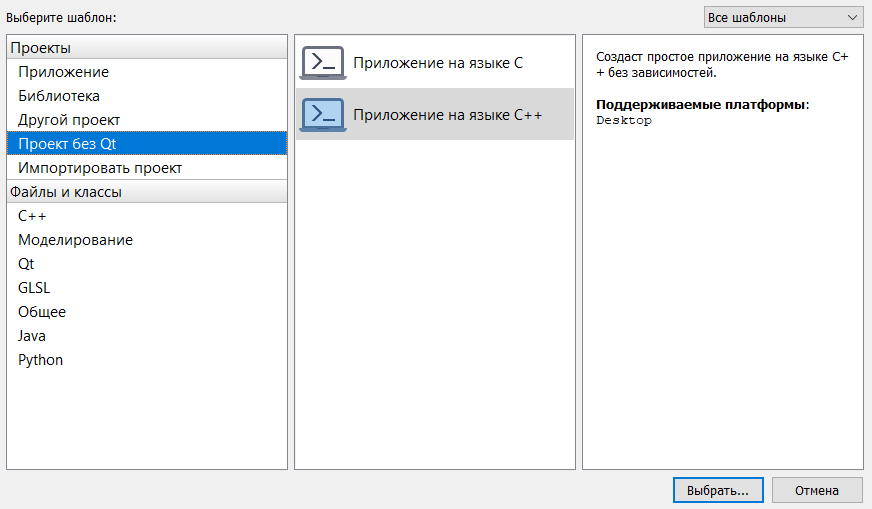 Выберите шаблон:
Все шаблоны
Проекты
Приложение
Библиотека
Другой проект
Проект без Qt
Импортировать проект
Файлы и классы
C++
Моделирование
Qt
GLSL
Общее
Java
Python
Приложение на языке C
Приложение на языке C++
Создаст простое приложение на языке C+
+ без зависимостей.
Поддерживаемые платформы:
Desktop
Выбрать...
Отмена